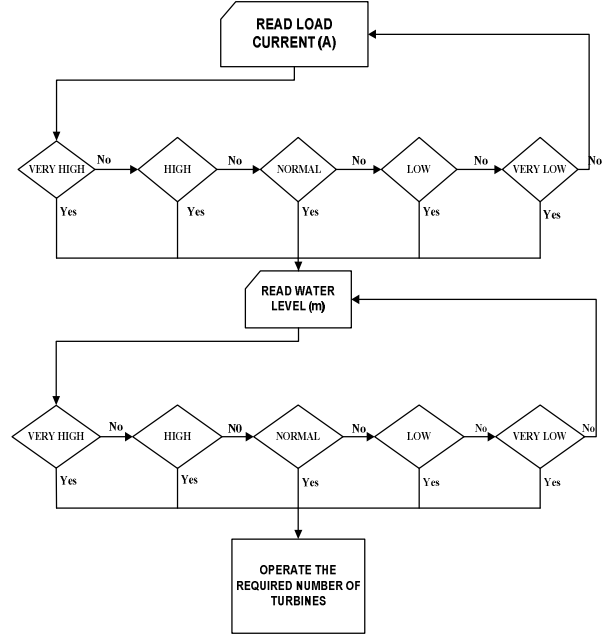 READ LOAD
CURRENT (A)
VERY HIGH
No
HIGH
No
NORMAL
No
LOW
No
VERY LOW
No
Yes
Yes
Yes
Yes
Yes
READ WATER
LEVEL (m)
VERY HIGH
No
HIGH
N0
NORMAL
No
LOW
No
VERY LOW
No
Yes
Yes
Yes
Yes
Yes
OPERATE THE
REQUIRED NUMBER OF
TURBINES